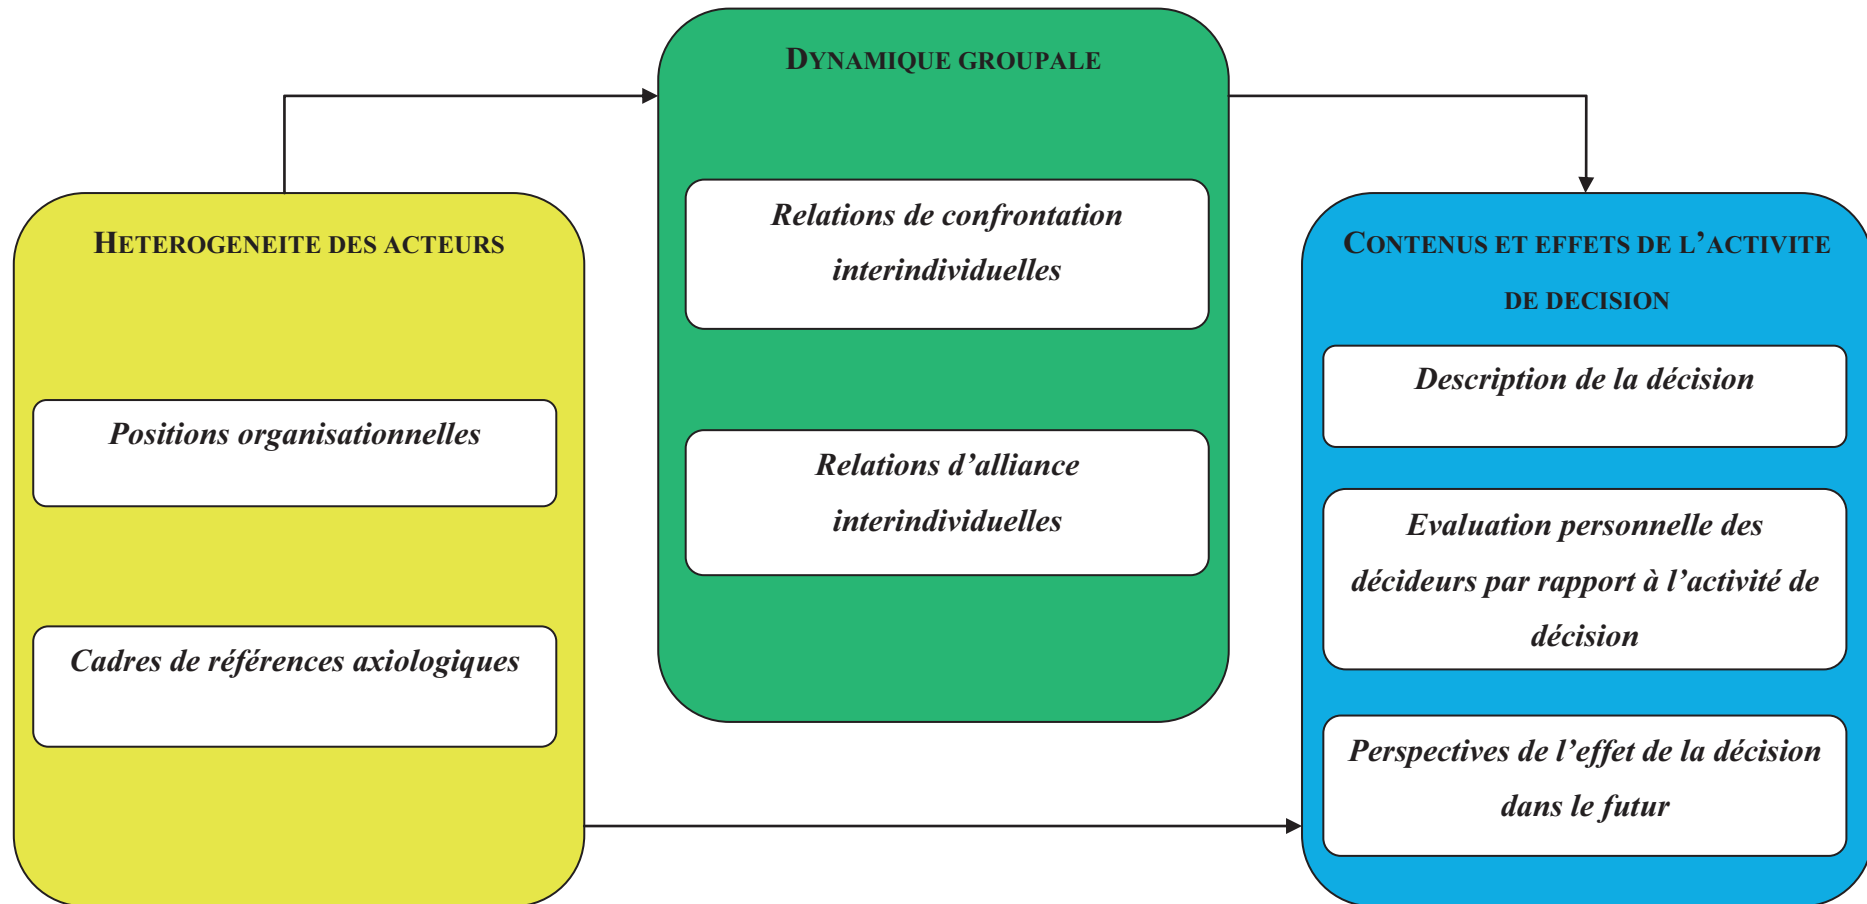 DYNAMIQUE GROUPALE
Relations de confrontation
interindividuelles
Relations d’alliance
interindividuelles
HETEROGENEITE DES ACTEURS
Positions organisationnelles
Cadres de références axiologiques
CONTENUS ET EFFETS DE L’ACTIVITE
DE DECISION
Description de la décision
Evaluation personnelle des
décideurs par rapport à l’activité de
décision
Perspectives de l’effet de la décision
dans le futur